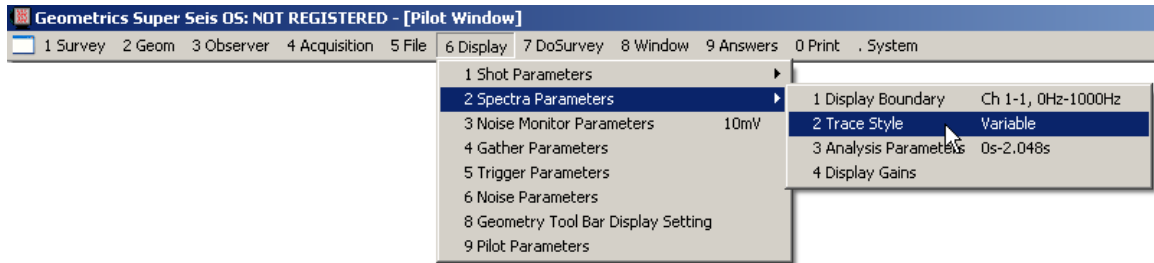 Geometrics Super Seis OS: NOT REGISTERED - [Pilot Window]
1 Survey 2 Geom 3 Observer 4 Acquisition 5 File 6 Display 7 DoSurvey 8 Window 9 Answers 0 Print . System
1 Shot Parameters
2 Spectra Parameters
3 Noise Monitor Parameters 10mV
4 Gather Parameters
5 Trigger Parameters
6 Noise Parameters
8 Geometry Tool Bar Display Setting
9 Pilot Parameters
1 Display Boundary Ch 1-1, 0Hz-1000Hz
2 Trace Style Variable
3 Analysis Parameters 0s-2.048s
4 Display Gains